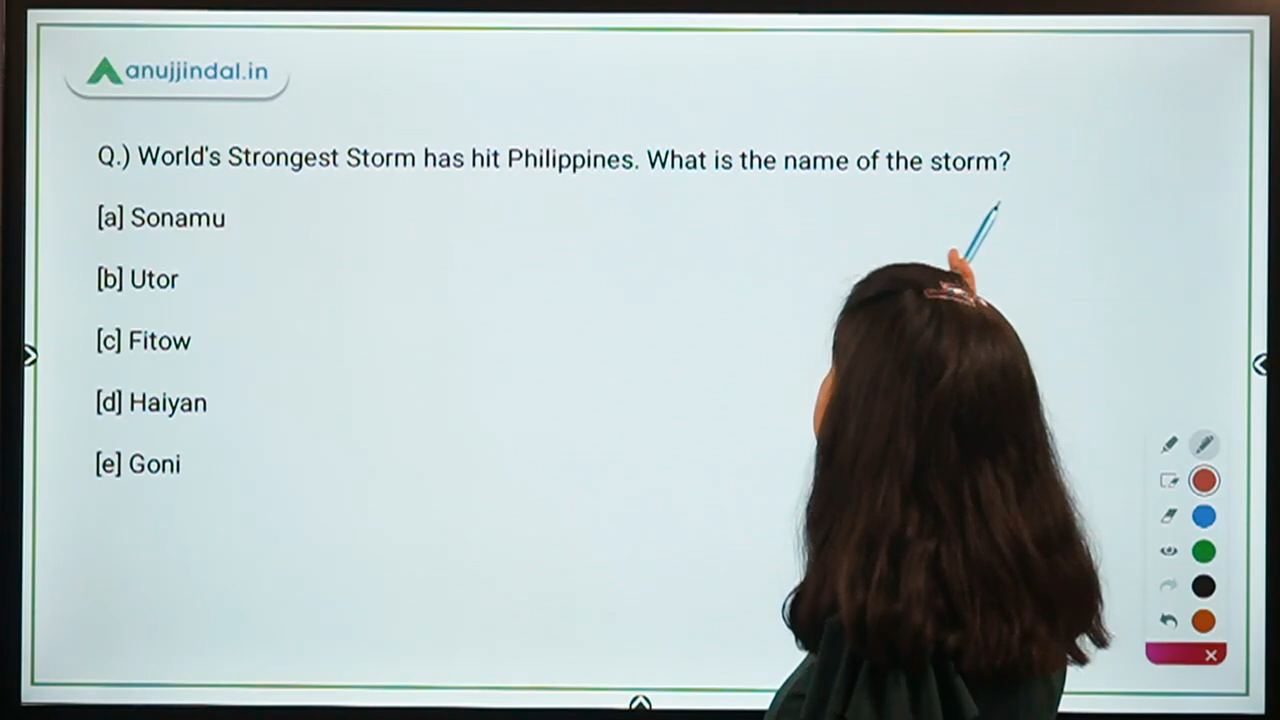 anujjindal.in
Q.) World's Strongest Storm has hit Philippines. What is the name of the storm?
[a] Sonamu
[b] Utor
[c] Fitow
[d] Haiyan
[e] Goni